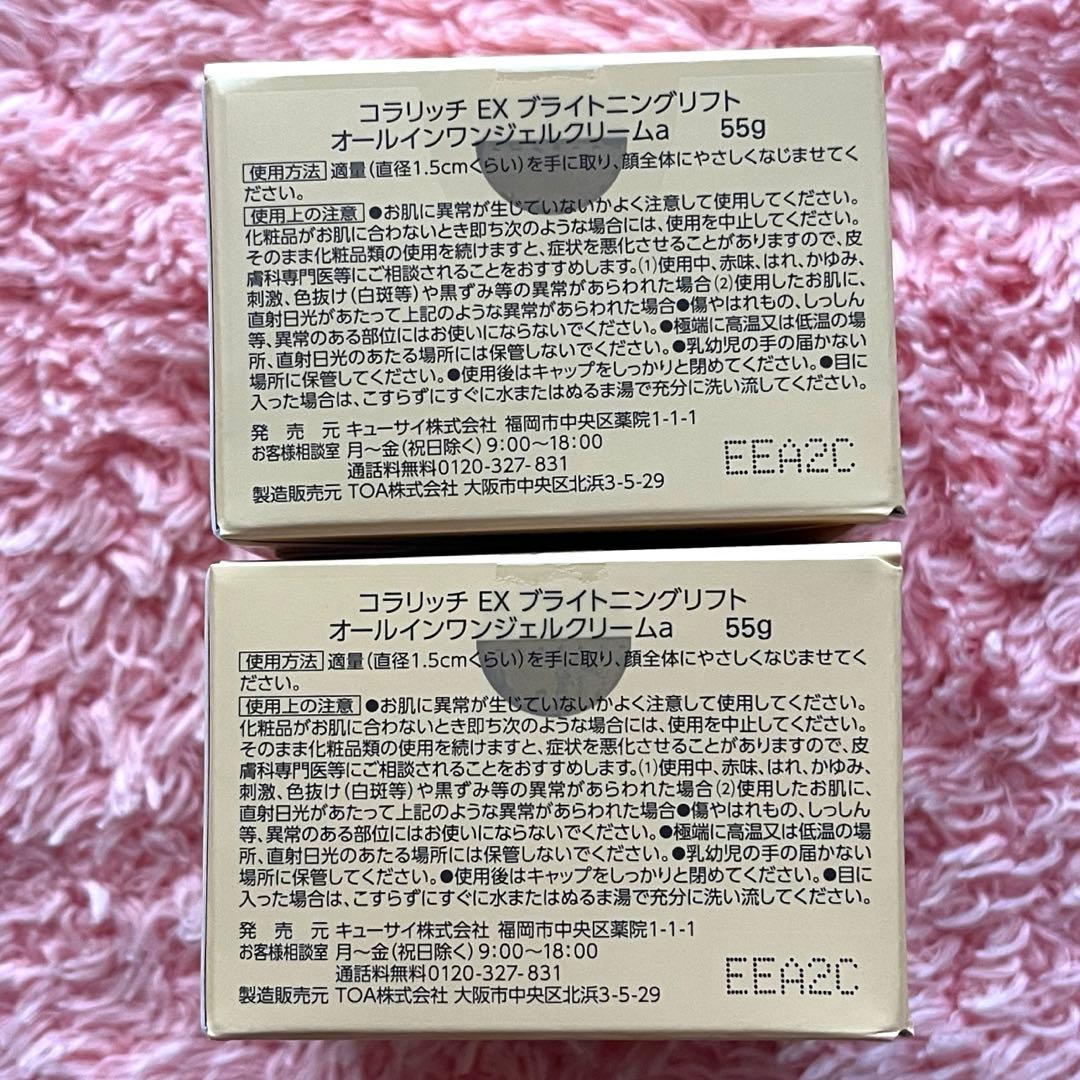 コラリッチ EX ブライトニングリフト
オールインワンジェルクリームa 55g
使用方法 適量(直径1.5cmくらい)を手に取り、顔全体にやさしくなじませてく
ださい。
使用上の注意 ●お肌に異常が生じていないかよく注意して使用してください。
化粧品がお肌に合わないとき即ち次のような場合には、使用を中止してください。
そのまま化粧品類の使用を続けますと、症状を悪化させることがありますので、皮
膚科専門医等にご相談されることをおすすめします。(1)使用中、赤味、はれ、かゆみ、
刺激、色抜け(白斑等)や黒ずみ等の異常があらわれた場合(2)使用したお肌に、
直射日光があたって上記のような異常があらわれた場合●傷やはれもの、しっしん
等、異常のある部位にはお使いにならないでください。●極端に高温又は低温の場
所、直射日光のあたる場所には保管しないでください。●乳幼児の手の届かない
場所に保管してください。●使用後はキャップをしっかりと閉めてください。●目に
入った場合は、こすらずにすぐに水またはぬるま湯で充分に洗い流してください。
発売元 キューサイ株式会社 福岡市中央区薬院1-1-1
お客様相談室 月〜金(祝日除く)9:00〜18:00
通話料無料0120-327-831
製造販売元 TOA株式会社 大阪市中央区北浜3-5-29
EEA2C
コラリッチ EX ブライトニングリフト
オールインワンジェルクリームa 55g
使用方法 適量(直径1.5cmくらい)を手に取り、顔全体にやさしくなじませてく
ださい。
使用上の注意 ●お肌に異常が生じていないかよく注意して使用してください。
化粧品がお肌に合わないとき即ち次のような場合には、使用を中止してください。
そのまま化粧品類の使用を続けますと、症状を悪化させることがありますので、皮
膚科専門医等にご相談されることをおすすめします。(1)使用中、赤味、はれ、かゆみ、
刺激、色抜け(白斑等)や黒ずみ等の異常があらわれた場合(2)使用したお肌に、
直射日光があたって上記のような異常があらわれた場合●傷やはれもの、しっしん
等、異常のある部位にはお使いにならないでください。●極端に高温又は低温の場
所、直射日光のあたる場所には保管しないでください。●乳幼児の手の届かない
場所に保管してください。●使用後はキャップをしっかりと閉めてください。●目に
入った場合は、こすらずにすぐに水またはぬるま湯で充分に洗い流してください。
発売元 キューサイ株式会社 福岡市中央区薬院1-1-1
お客様相談室 月〜金(祝日除く)9:00〜18:00
通話料無料0120-327-831
製造販売元 TOA株式会社 大阪市中央区北浜3-5-29
EEA2C